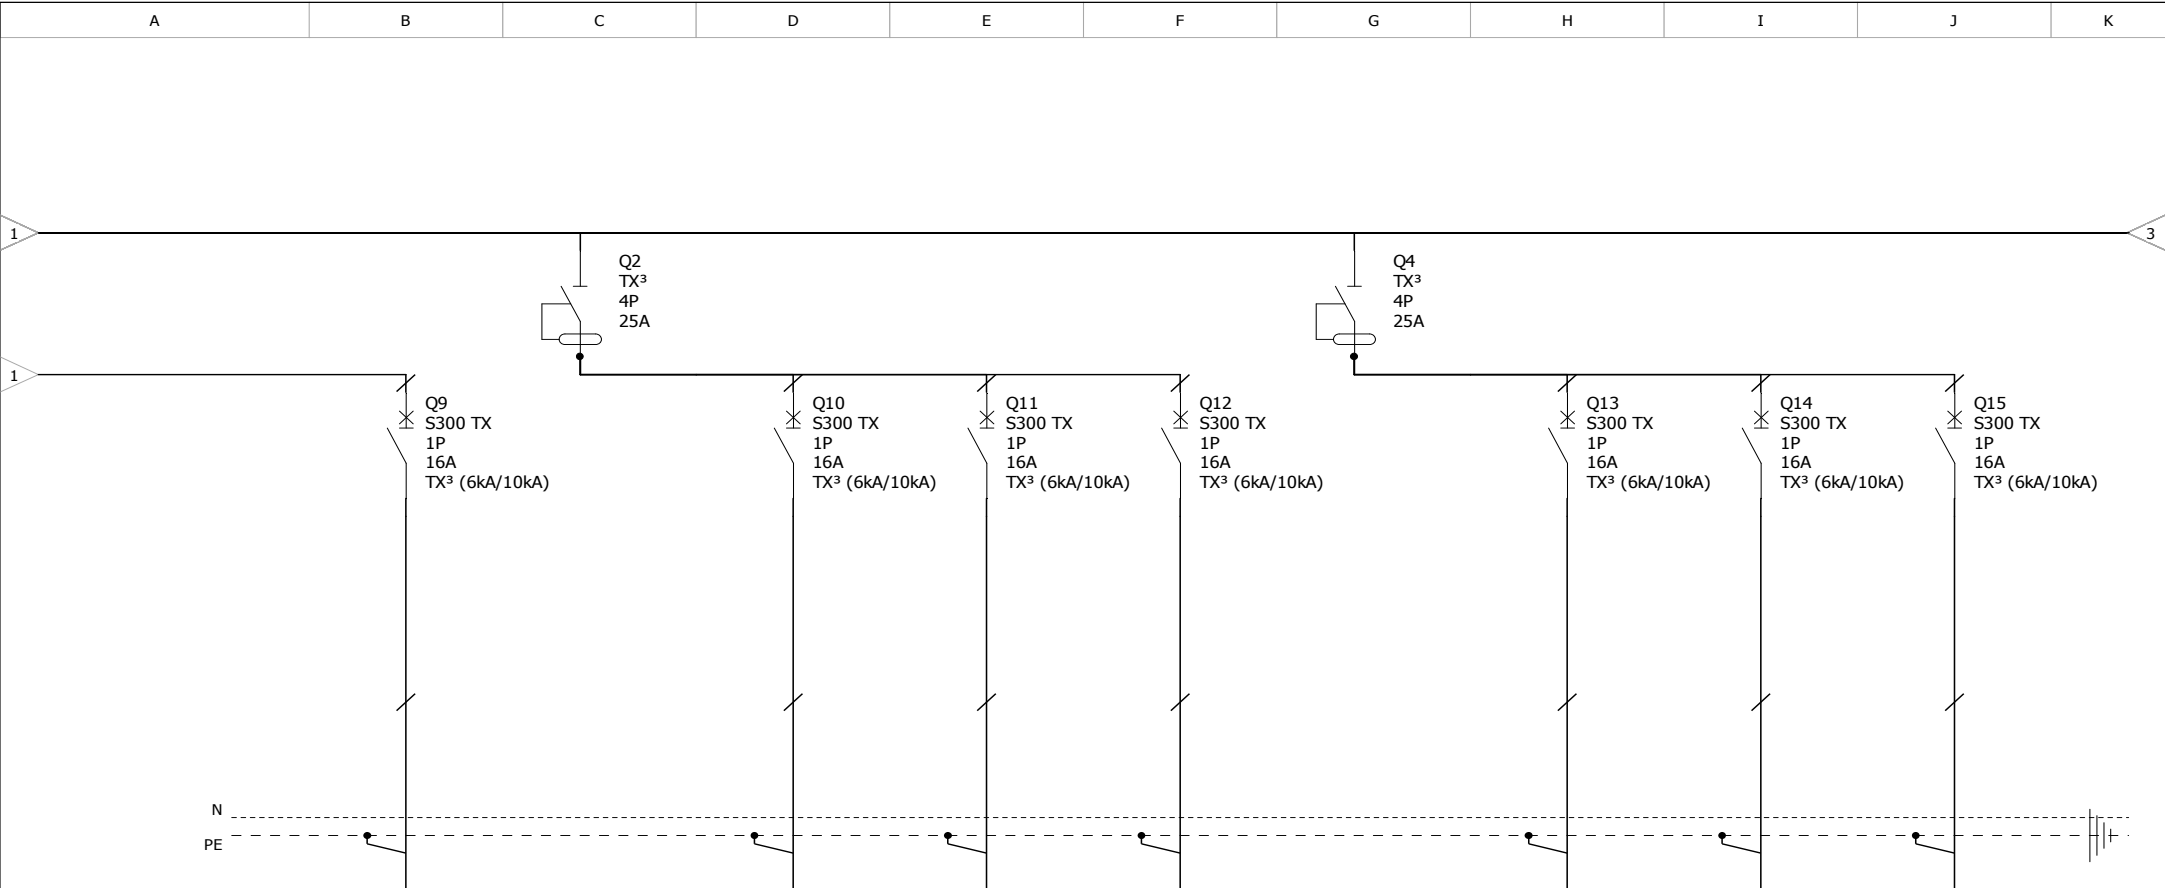 A B C D E F G H I J K
1 3
Q2
TX³
4P
25A
Q4
TX³
4P
25A
1
Q9
S300 TX
1P
16A
TX³ (6kA/10kA)
Q10
S300 TX
1P
16A
TX³ (6kA/10kA)
Q11
S300 TX
1P
16A
TX³ (6kA/10kA)
Q12
S300 TX
1P
16A
TX³ (6kA/10kA)
Q13
S300 TX
1P
16A
TX³ (6kA/10kA)
Q14
S300 TX
1P
16A
TX³ (6kA/10kA)
Q15
S300 TX
1P
16A
TX³ (6kA/10kA)
N
PE